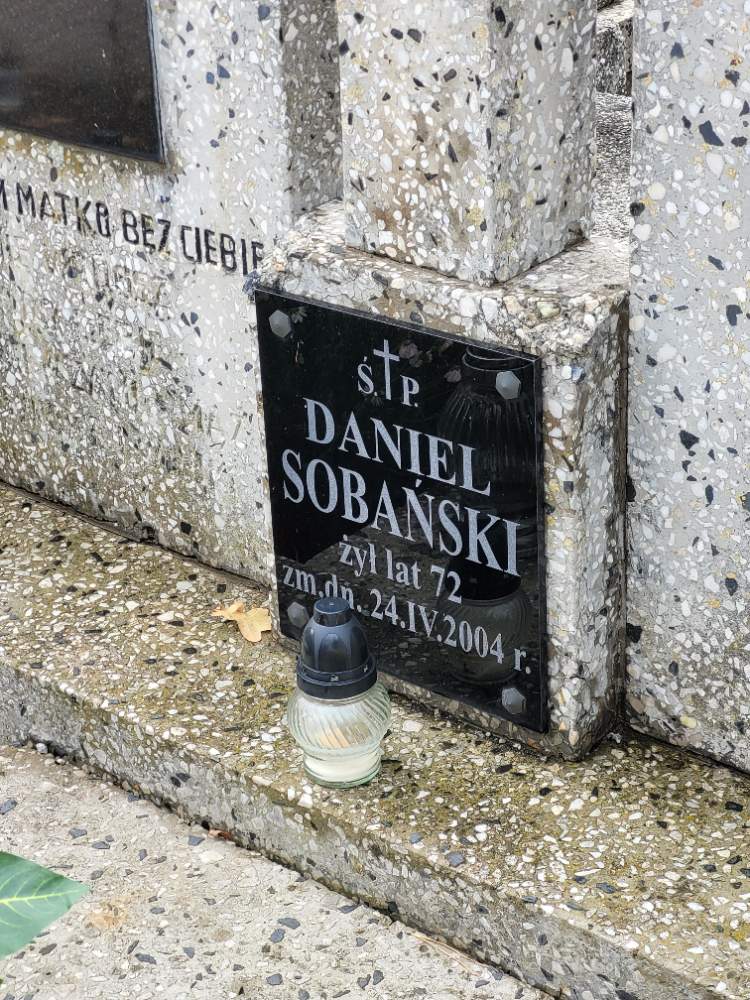 MATKO BEZ CIEBIE
Ś. P.
DANIEL
SOBAŃSKI
żył lat 72
zm.dn. 24.IV.2004 r.